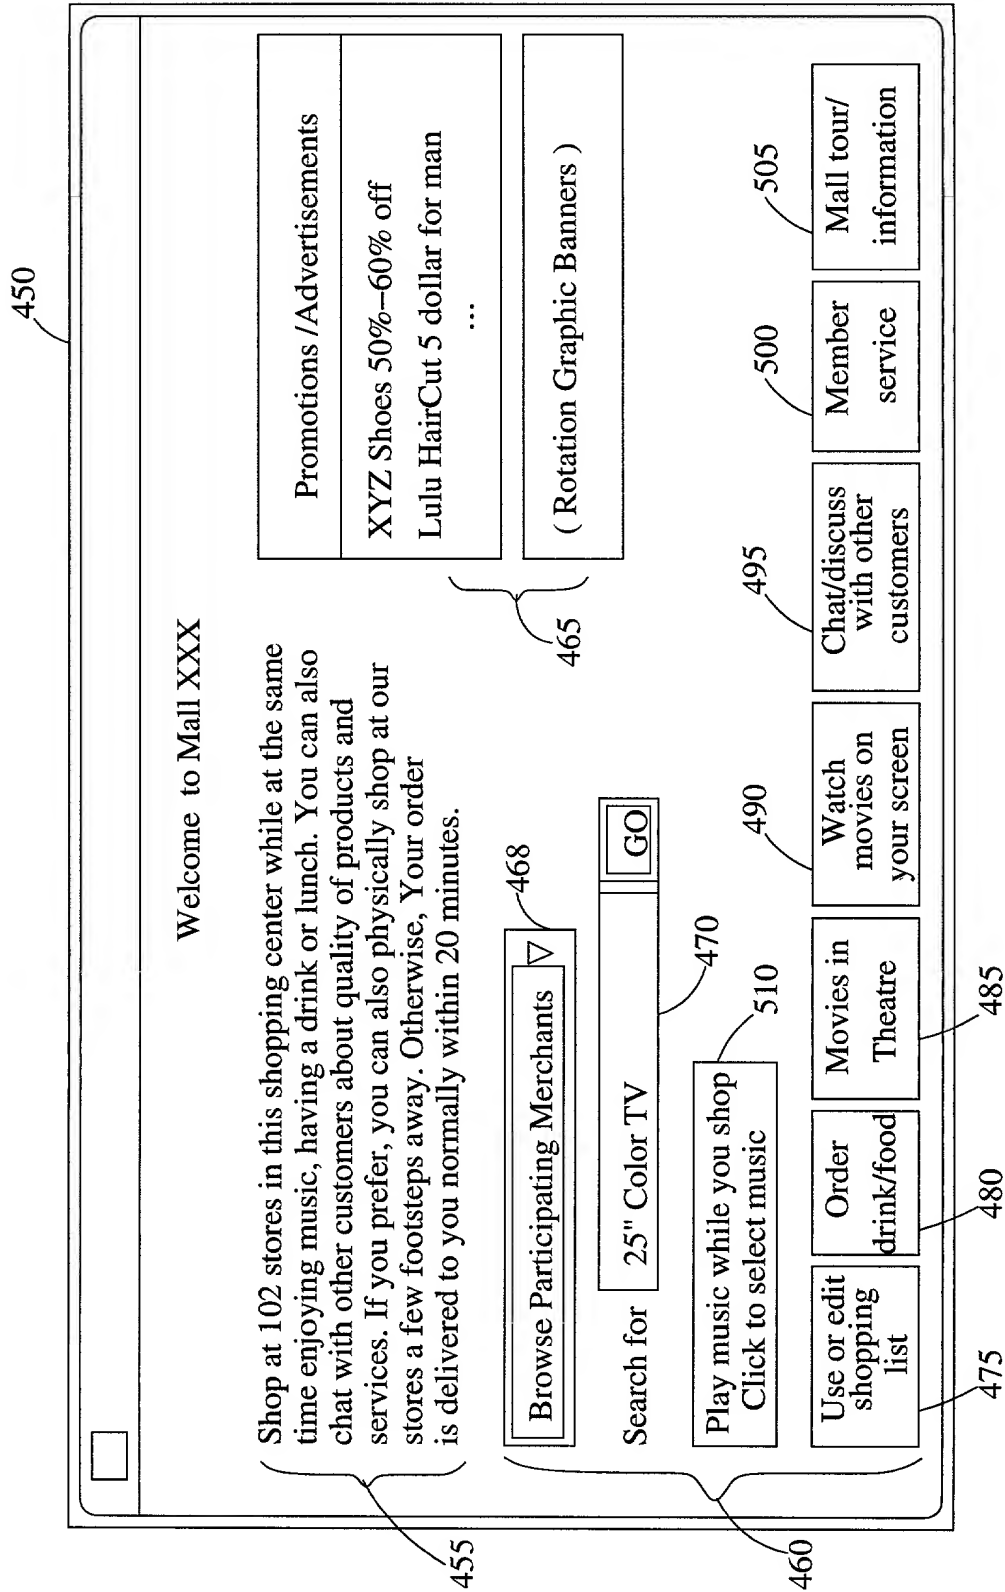 450
Welcome to Mall XXX
Shop at 102 stores in this shopping center while at the same
time enjoying music, having a drink or lunch. You can also
chat with other customers about quality of products and
services. If you prefer, you can also physically shop at our
stores a few footsteps away. Otherwise, Your order
is delivered to you normally within 20 minutes.
455
Promotions /Advertisements
XYZ Shoes 50%–60% off
Lulu HairCut 5 dollar for man
...
( Rotation Graphic Banners )
465
Browse Participating Merchants ▽
468
Search for
25" Color TV
GO
470
Play music while you shop
Click to select music
510
460
Use or edit
shopping
list
475
Order
drink/food
480
Movies in
Theatre
485
Watch
movies on
your screen
490
Chat/discuss
with other
customers
495
Member
service
500
Mall tour/
information
505